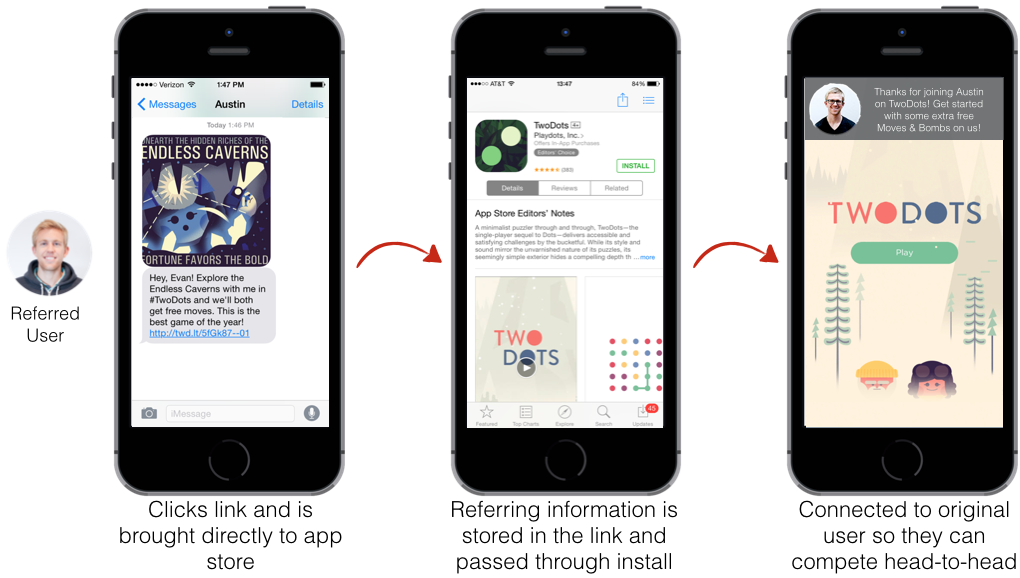 Referred
User
Verizon
1:47 PM
Messages
Austin
Details
Today 1:46 PM
UNEARTH THE HIDDEN RICHES OF THE
ENDLESS CAVERNS
FORTUNE FAVORS THE BOLD
Hey, Evan! Explore the
Endless Caverns with me in
#TwoDots and we'll both
get free moves. This is the
best game of the year!
http://twd.lt/5fGk87--01
iMessage
Clicks link and is
brought directly to app
store
AT&T
13:47
84%
TwoDots 4+
Playdots, Inc. >
Offers In-App Purchases
Editors' Choice
(383)
INSTALL
Details
Reviews
Related
App Store Editors' Notes
A minimalist puzzler through and through, TwoDots—the
single-player sequel to Dots—delivers accessible and
satisfying challenges by the bucketful. While its style and
sound mirror the unvarnished nature of its puzzles, its
seemingly simple exterior hides a compelling depth th ... more
TWO
DOTS
Featured
Top Charts
Explore
Search
Updates
45
Referring information is
stored in the link and
passed through install
Thanks for joining Austin
on TwoDots! Get started
with some extra free
Moves & Bombs on us!
TWODOTS
Play
Connected to original
user so they can
compete head-to-head